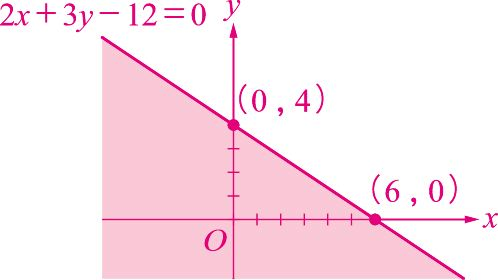 2x+3y−12=0
y
(0 , 4)
(6 , 0)
O
x